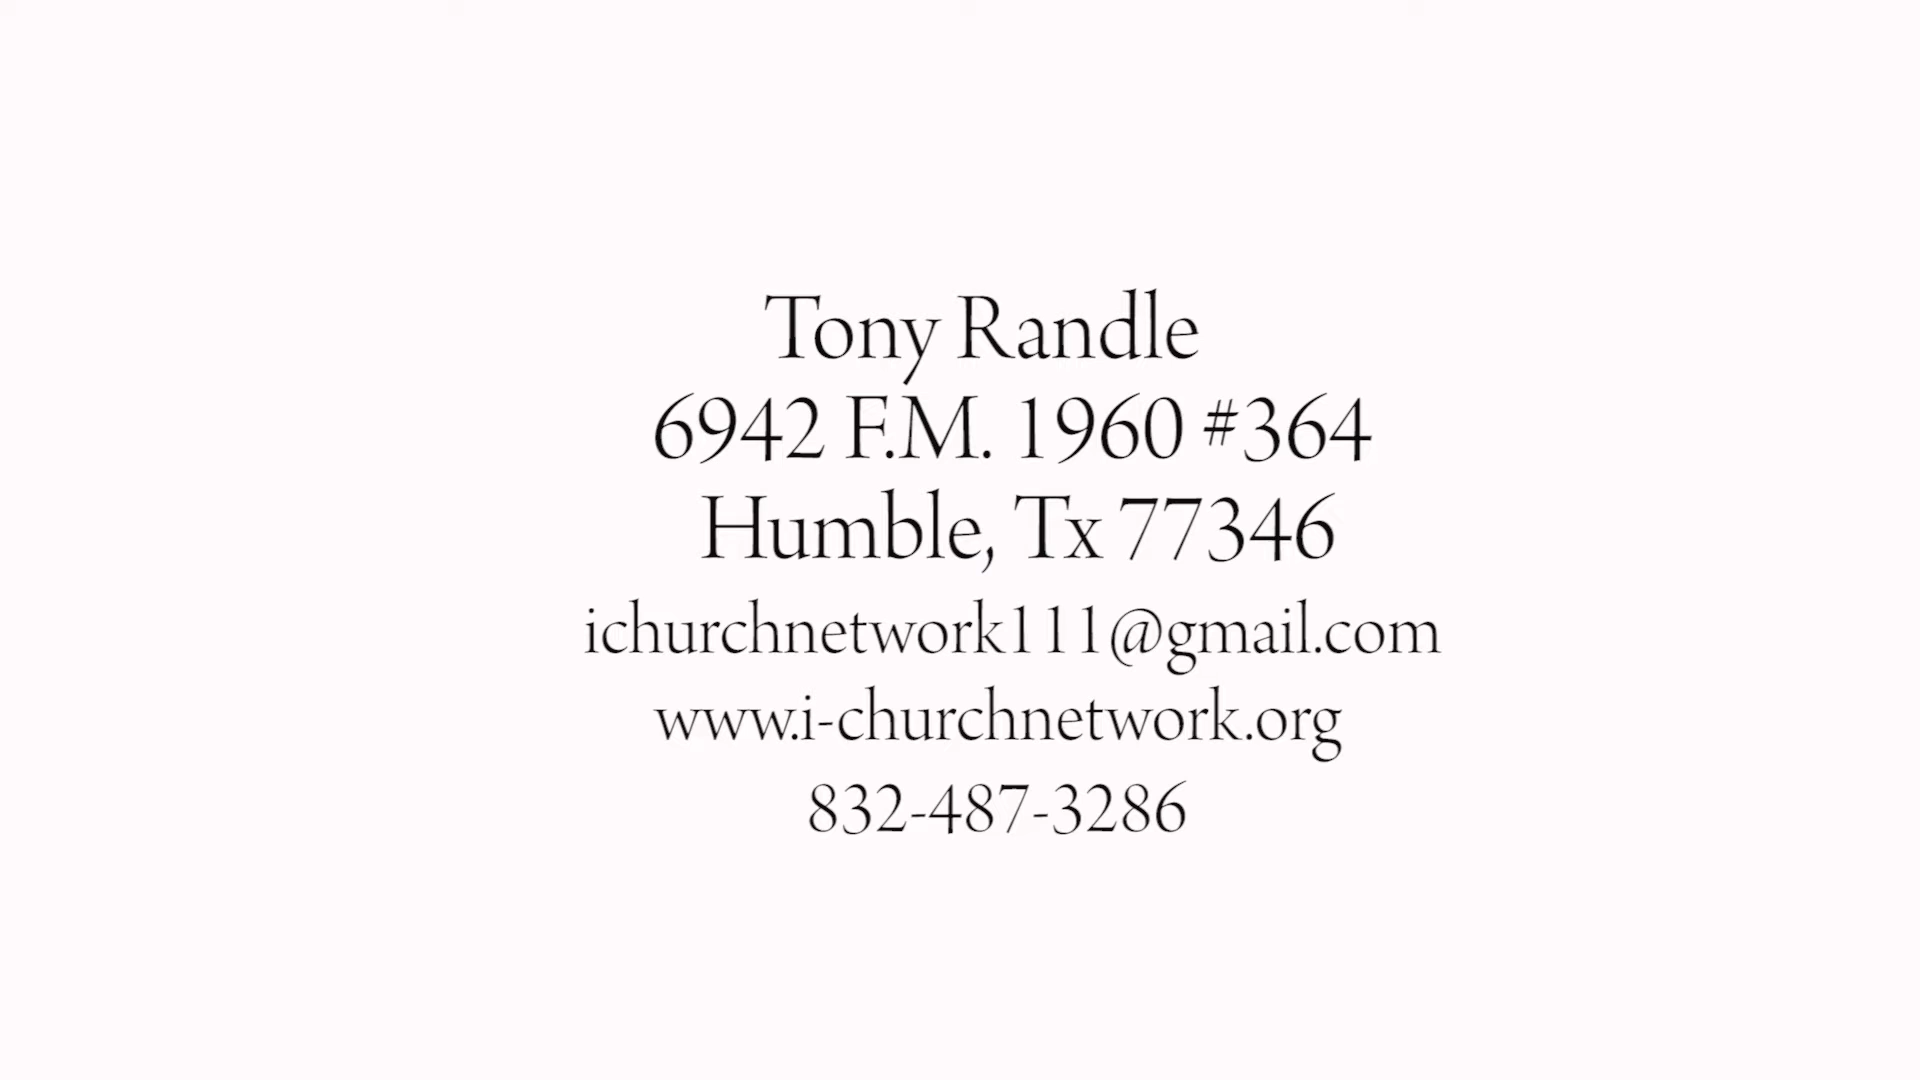 Tony Randle
6942 F.M. 1960 #364
Humble, Tx 77346
ichurchnetwork111@gmail.com
www.i-churchnetwork.org
832-487-3286